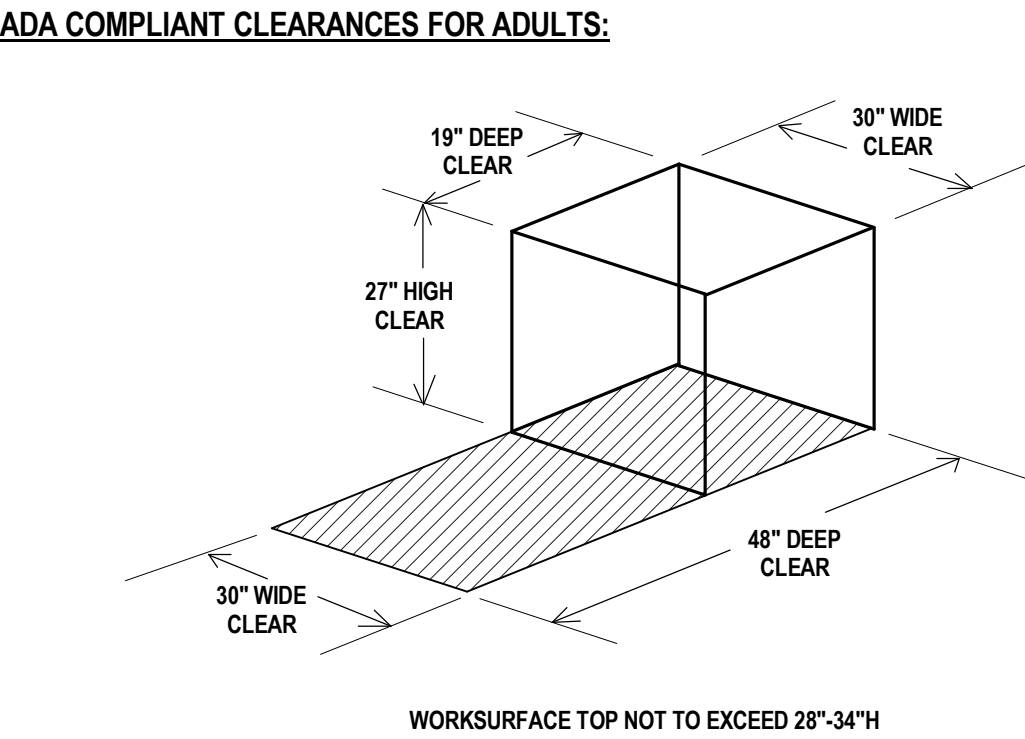 ADA COMPLIANT CLEARANCES FOR ADULTS:
19" DEEP
CLEAR
30" WIDE
CLEAR
27" HIGH
CLEAR
48" DEEP
CLEAR
30" WIDE
CLEAR
WORKSURFACE TOP NOT TO EXCEED 28"-34"H